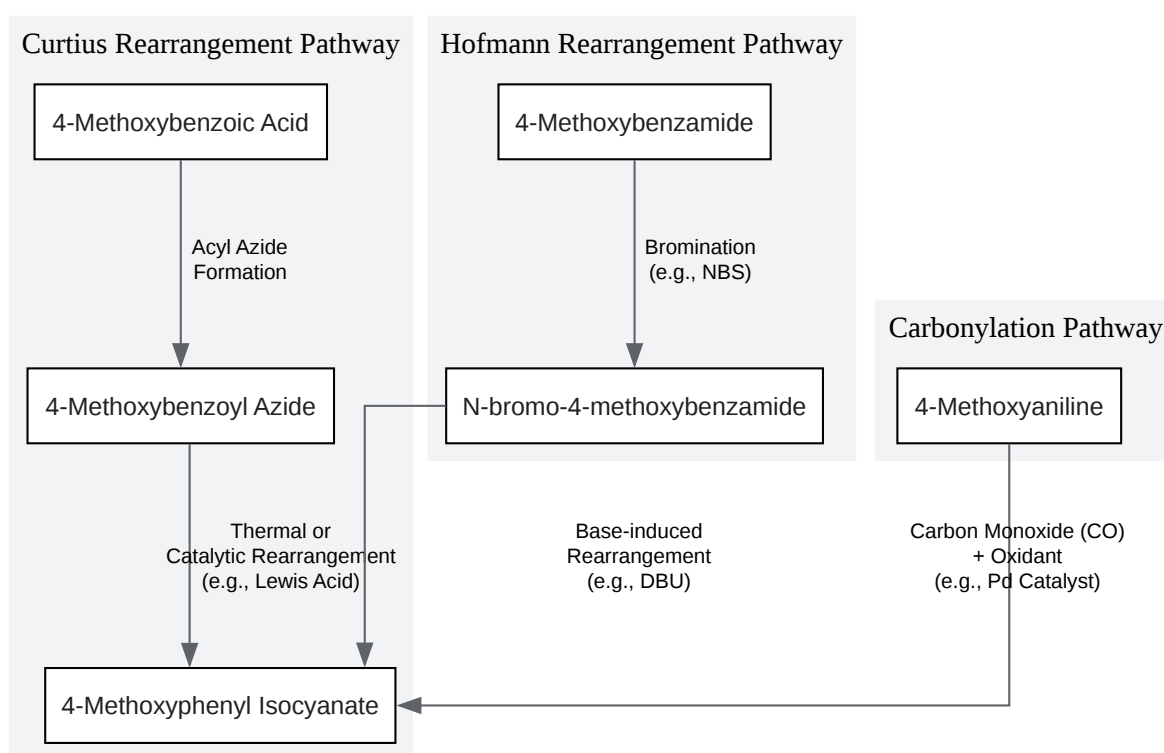 Curtius Rearrangement Pathway
Hofmann Rearrangement Pathway
4-Methoxybenzoic Acid
4-Methoxybenzamide
Acyl Azide
Formation
Bromination
(e.g., NBS)
Carbonylation Pathway
4-Methoxybenzoyl Azide
N-bromo-4-methoxybenzamide
4-Methoxyaniline
Thermal or
Catalytic Rearrangement
(e.g., Lewis Acid)
Base-induced
Rearrangement
(e.g., DBU)
Carbon Monoxide (CO)
+ Oxidant
(e.g., Pd Catalyst)
4-Methoxyphenyl Isocyanate